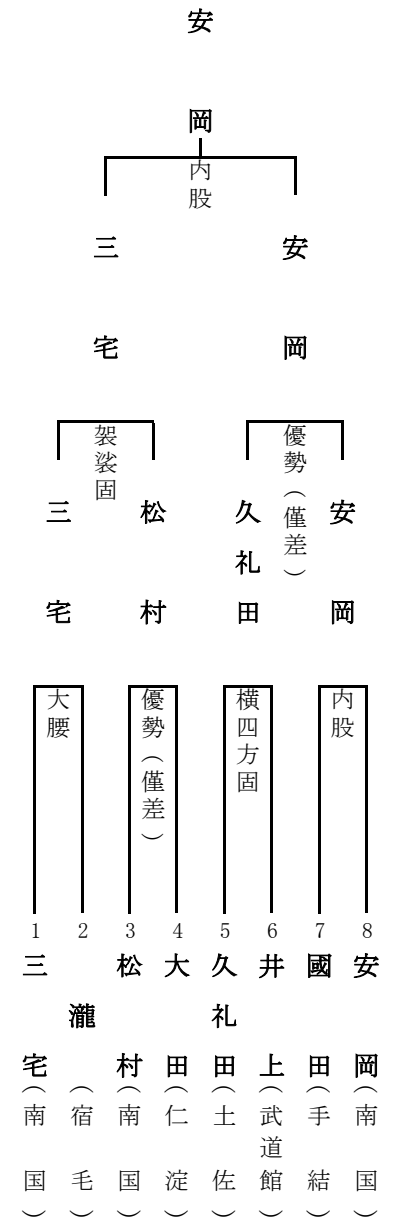 安岡
内股
三宅
安岡
袈裟固
優勢（僅差）
三宅
松村
久礼田
安岡
大腰
優勢（僅差）
横四方固
内股
1
2
3
4
5
6
7
8
三宅（南国）
瀧（宿毛）
松村（南国）
大田（仁淀）
久礼田（土佐）
井上（武道館）
國田（手結）
安岡（南国）